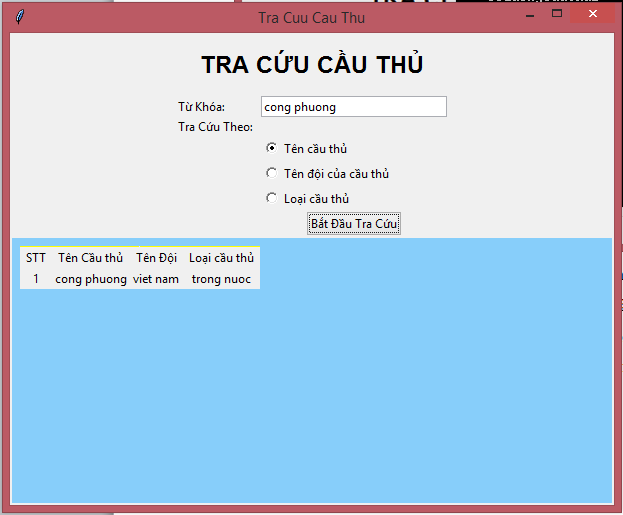 Tra Cuu Cau Thu
TRA CỨU CẦU THỦ
Từ Khóa: cong phuong
Tra Cứu Theo:
Tên cầu thủ
Tên đội của cầu thủ
Loại cầu thủ
Bắt Đầu Tra Cứu
STT Tên Cầu thủ Tên Đội Loại cầu thủ
1 cong phuong viet nam trong nuoc